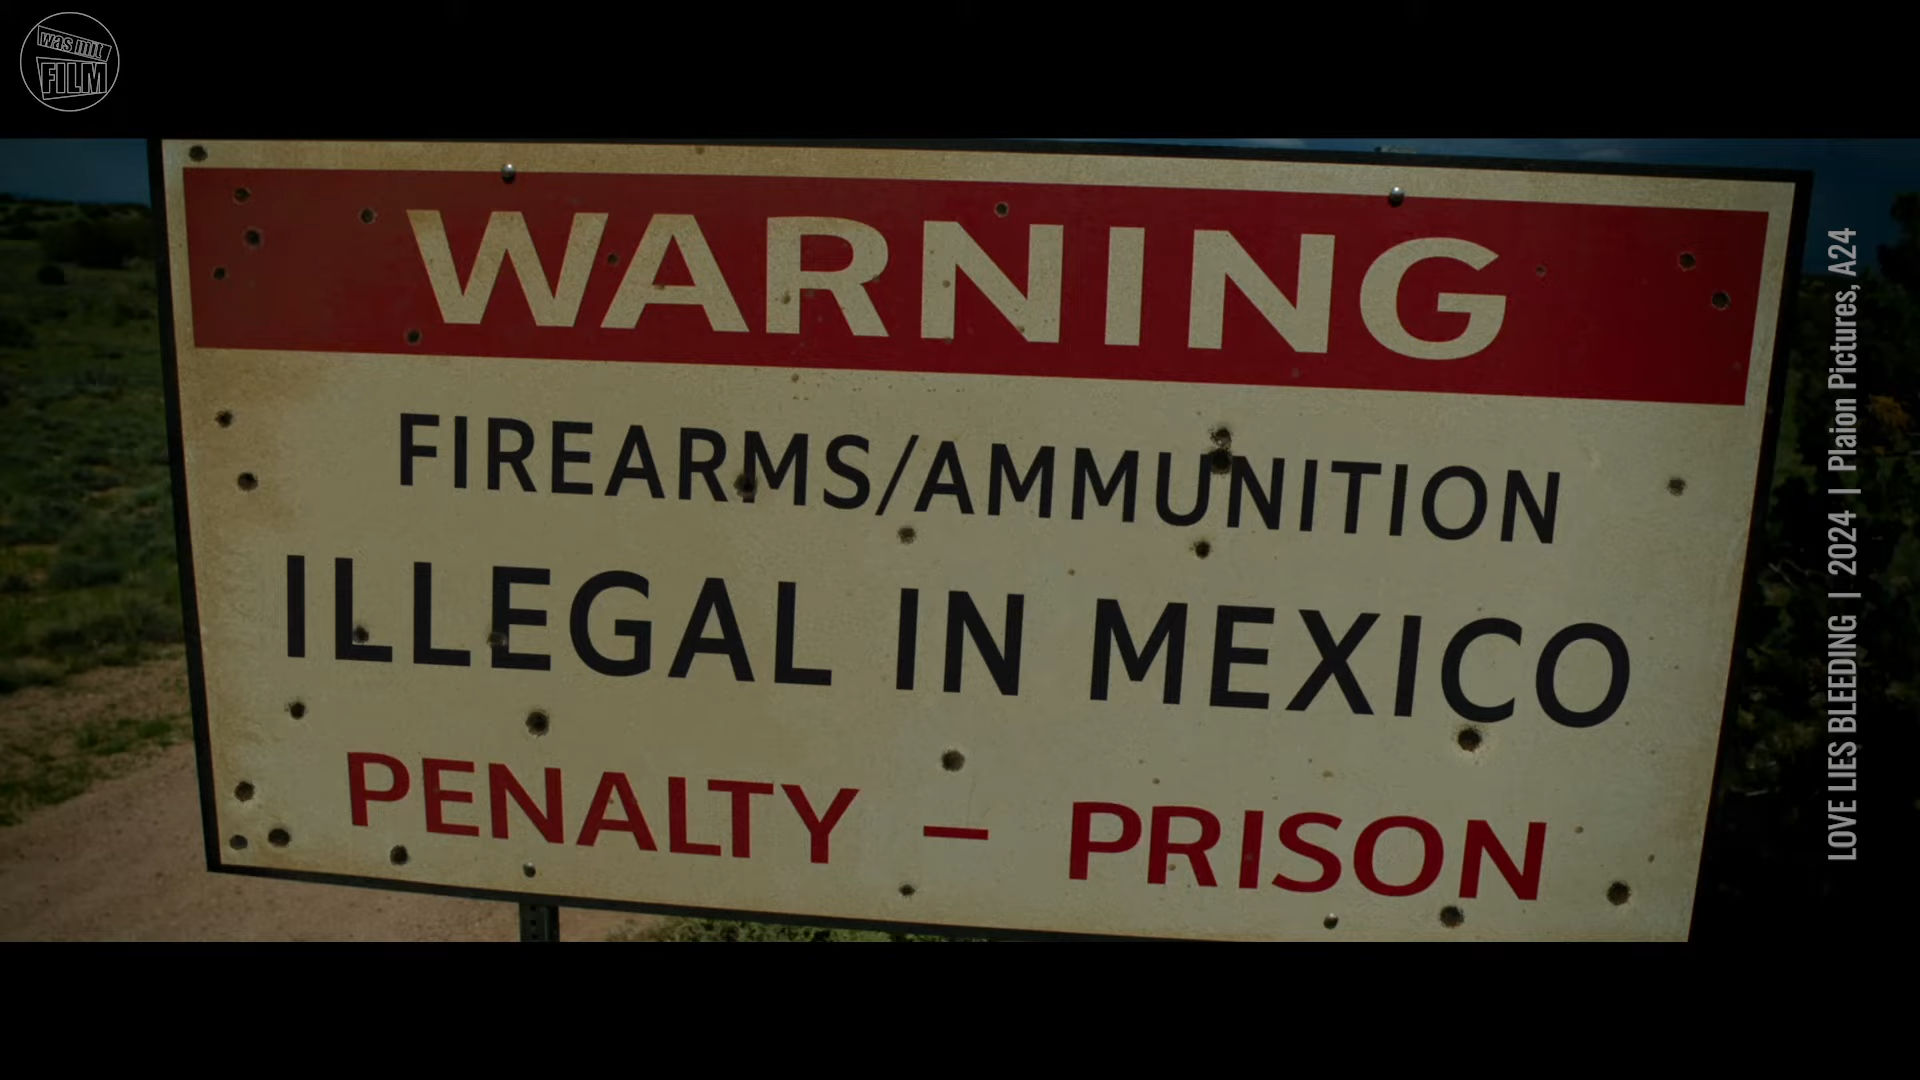 was mit
FILM
WARNING
FIREARMS/AMMUNITION
ILLEGAL IN MEXICO
PENALTY – PRISON
LOVE LIES BLEEDING | 2024 | Plaion Pictures, A24